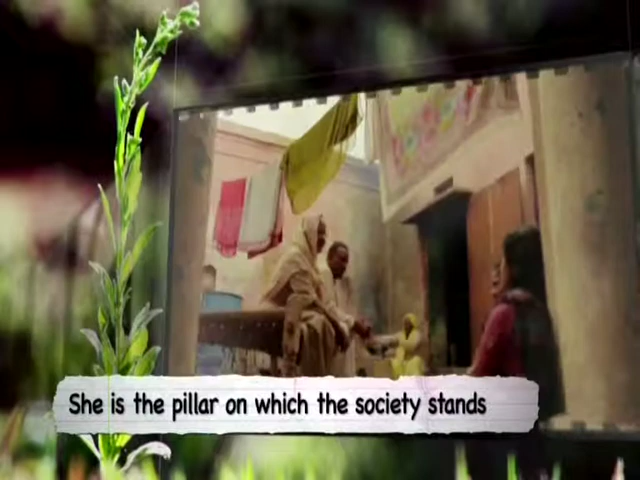 She is the pillar on which the society stands